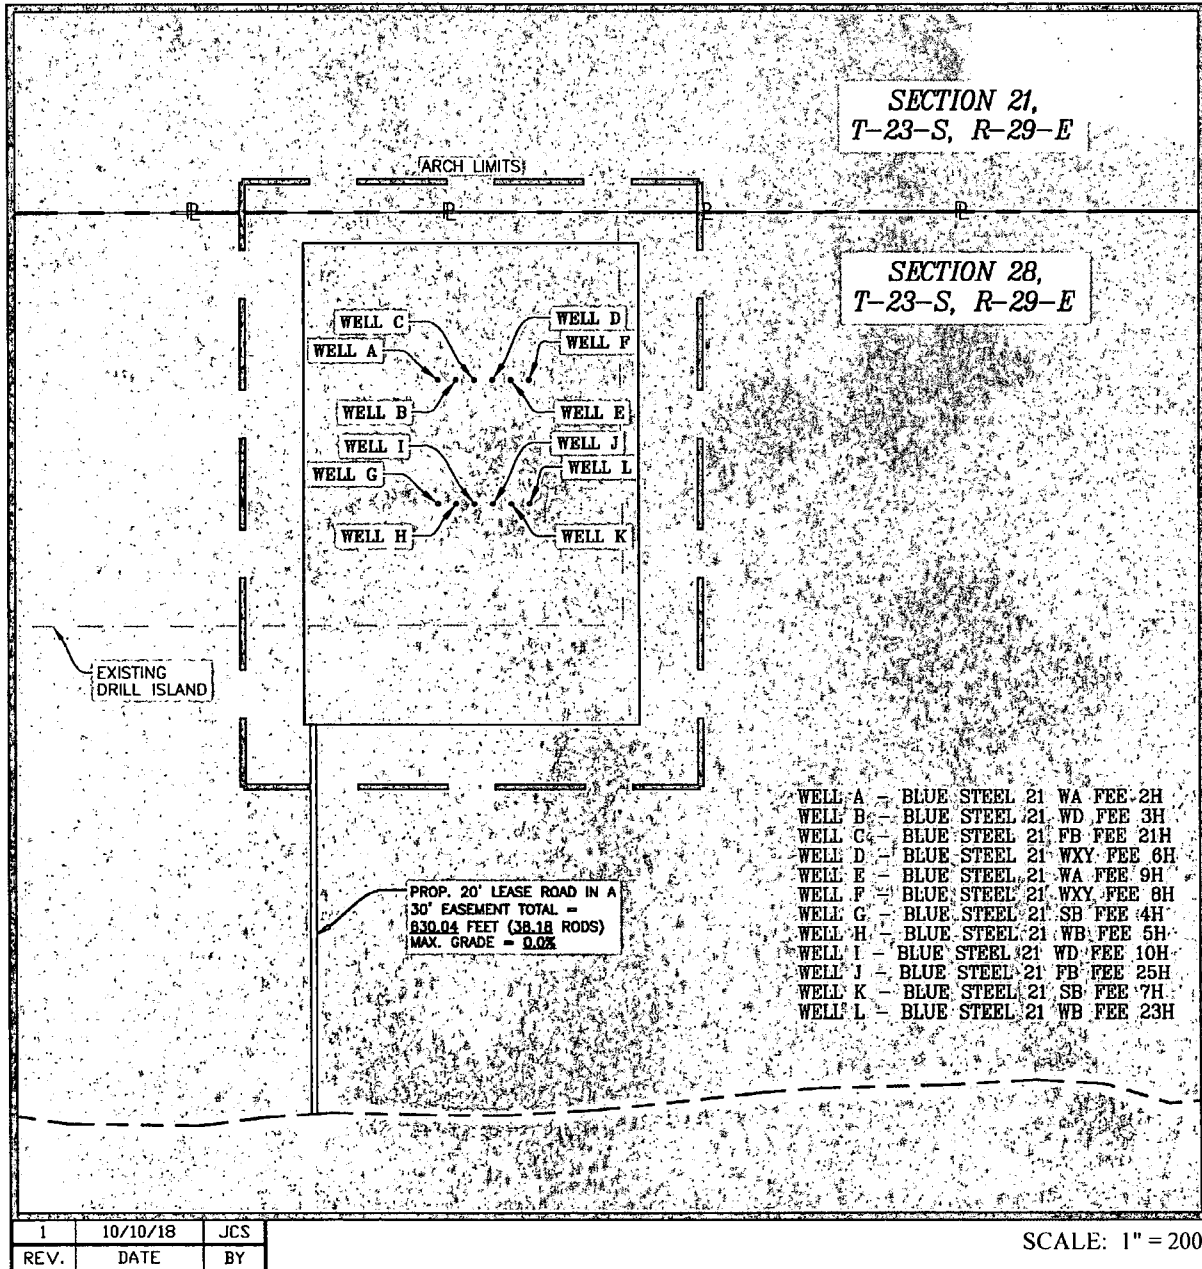 SECTION 21,
T-23-S, R-29-E
ARCH LIMITS
PL PL PL PL
SECTION 28,
T-23-S, R-29-E
WELL C
WELL D
WELL A
WELL F
WELL B
WELL E
WELL I
WELL J
WELL G
WELL L
WELL H
WELL K
EXISTING
DRILL ISLAND
WELL A - BLUE STEEL 21 WA FEE 2H
WELL B - BLUE STEEL 21 WD FEE 3H
WELL C - BLUE STEEL 21 FB FEE 21H
WELL D - BLUE STEEL 21 WXY FEE 6H
WELL E - BLUE STEEL 21 WA FEE 9H
WELL F - BLUE STEEL 21 WXY FEE 8H
WELL G - BLUE STEEL 21 SB FEE 4H
WELL H - BLUE STEEL 21 WB FEE 5H
WELL I - BLUE STEEL 21 WD FEE 10H
WELL J - BLUE STEEL 21 FB FEE 25H
WELL K - BLUE STEEL 21 SB FEE 7H
WELL L - BLUE STEEL 21 WB FEE 23H
PROP. 20' LEASE ROAD IN A
30' EASEMENT TOTAL =
630.04 FEET (38.18 RODS)
MAX. GRADE = 0.0%
1 10/10/18 JCS
REV. DATE BY
SCALE: 1" = 200